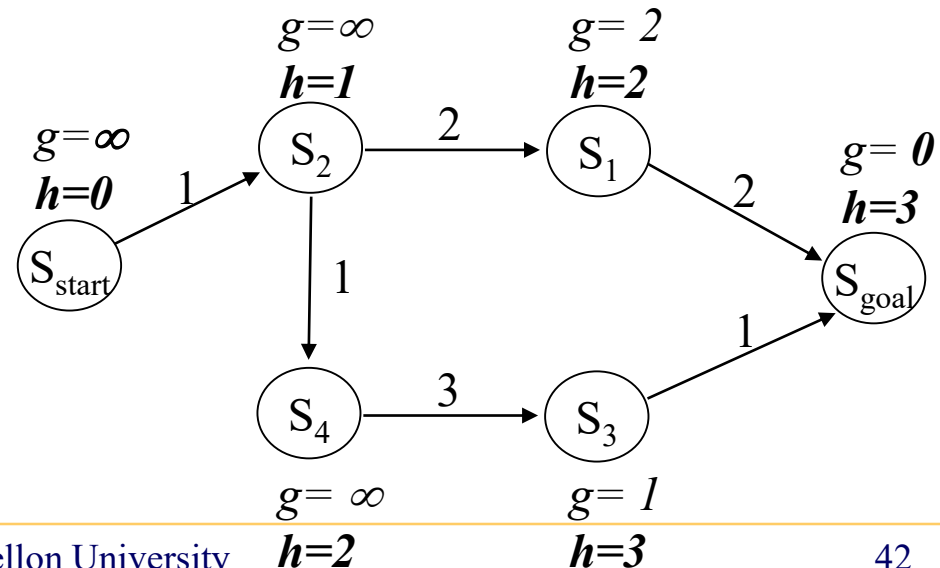 g=∞
h=1
g= 2
h=2
g=∞
h=0
g= 0
h=3
S2
2
S1
1
2
Sstart
Sgoal
1
1
S4
3
S3
g= ∞
h=2
g= 1
h=3
ellon University
42